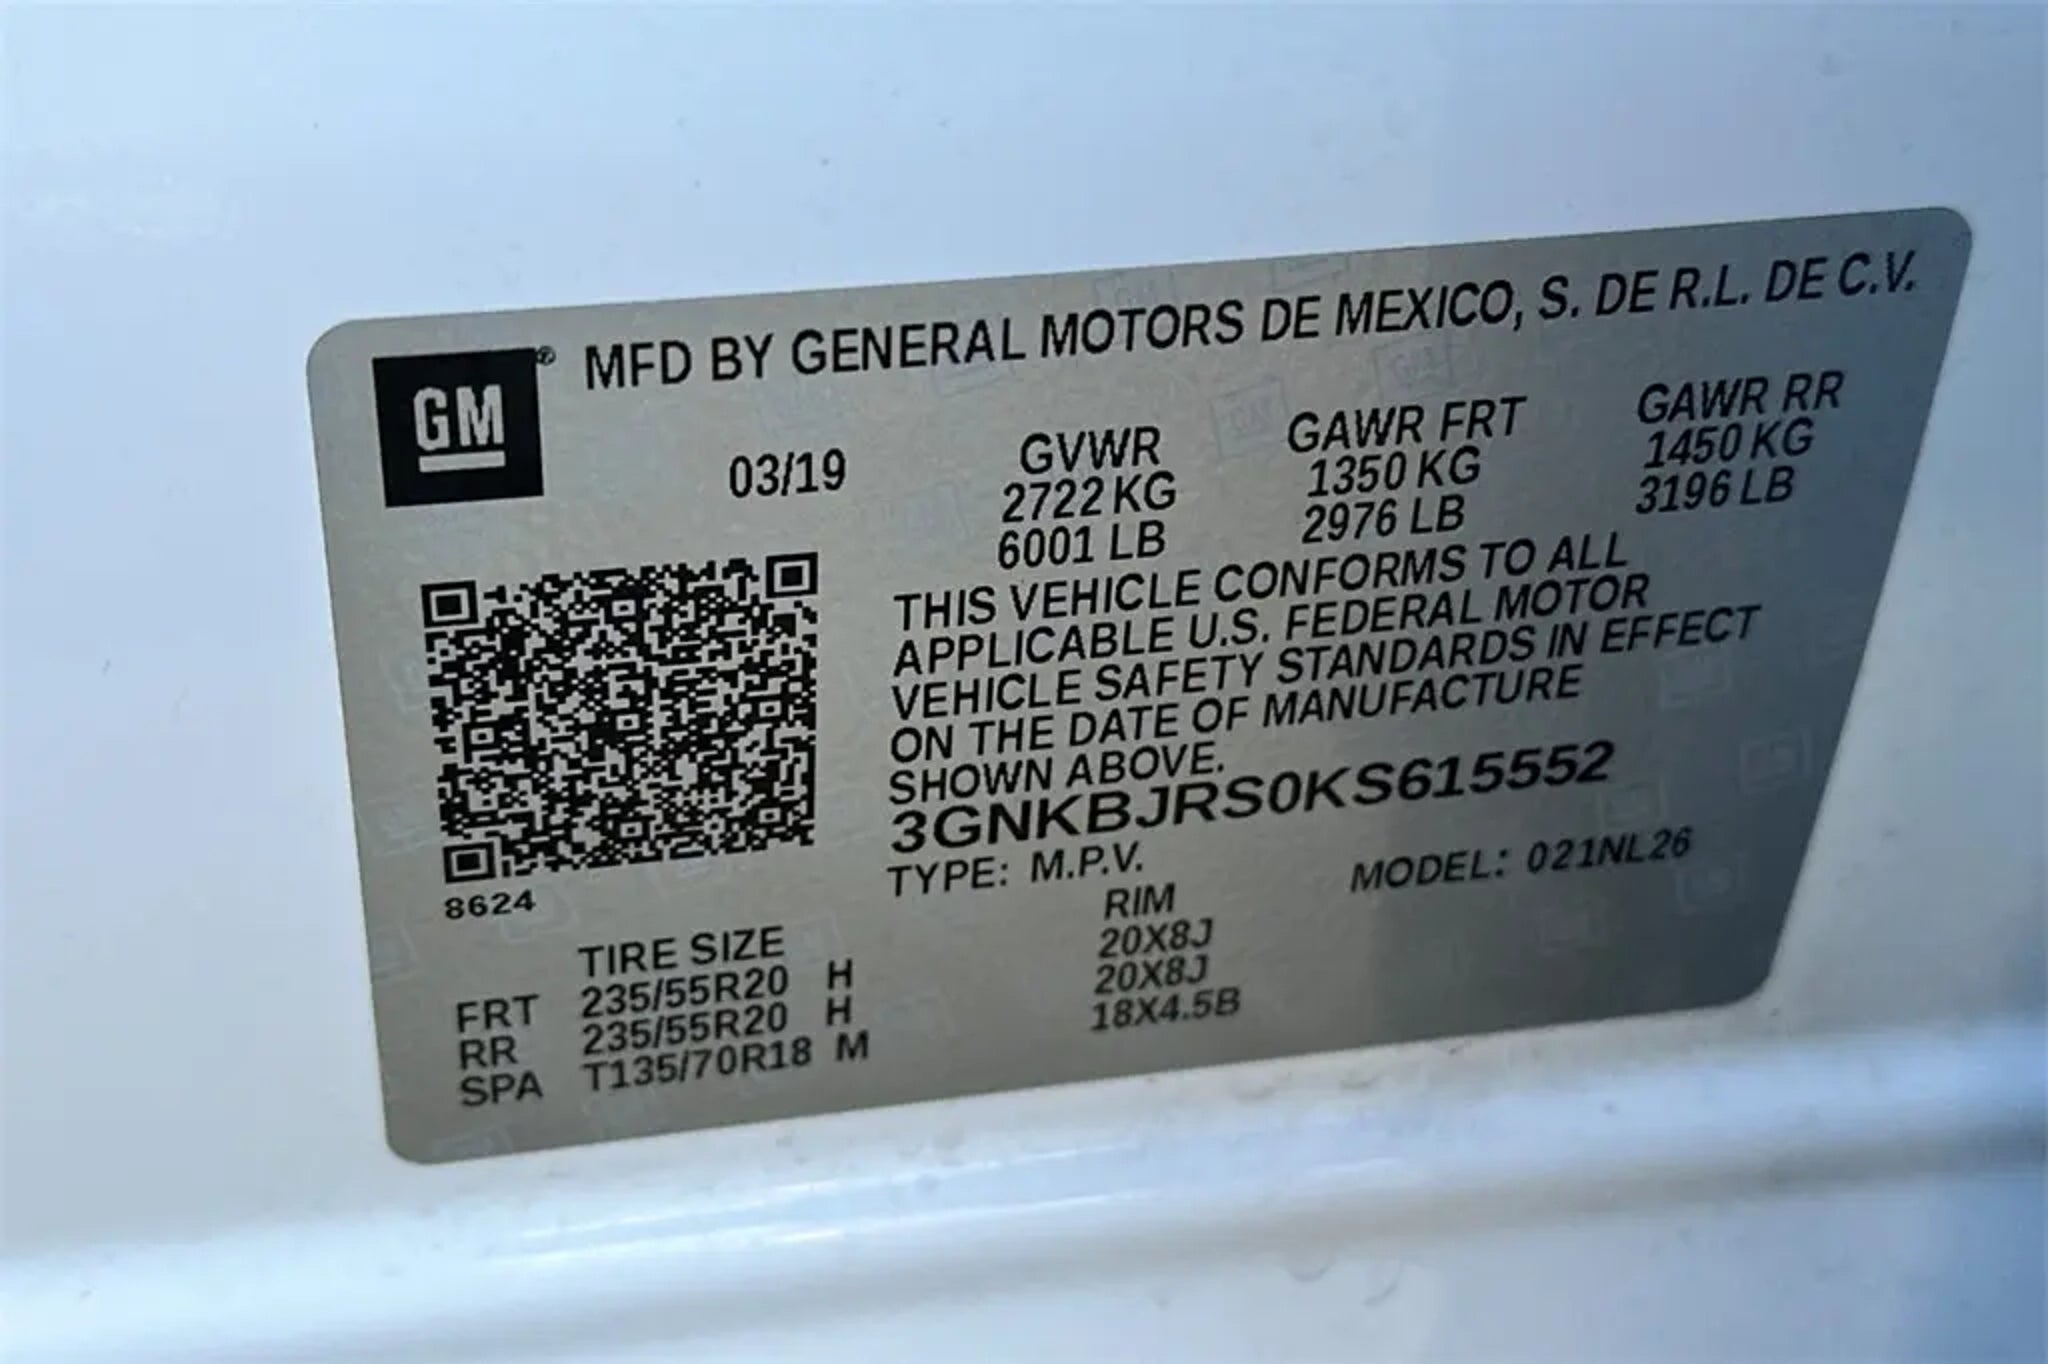 GM® MFD BY GENERAL MOTORS DE MEXICO, S. DE R.L. DE C.V.
03/19 GVWR GAWR FRT GAWR RR
2722 KG 1350 KG 1450 KG
6001 LB 2976 LB 3196 LB
THIS VEHICLE CONFORMS TO ALL
APPLICABLE U.S. FEDERAL MOTOR
VEHICLE SAFETY STANDARDS IN EFFECT
ON THE DATE OF MANUFACTURE
SHOWN ABOVE.
3GNKBJRS0KS615552
TYPE: M.P.V. MODEL: 021NL26
8624
TIRE SIZE RIM
FRT 235/55R20 H 20X8J
RR 235/55R20 H 20X8J
SPA T135/70R18 M 18X4.5B